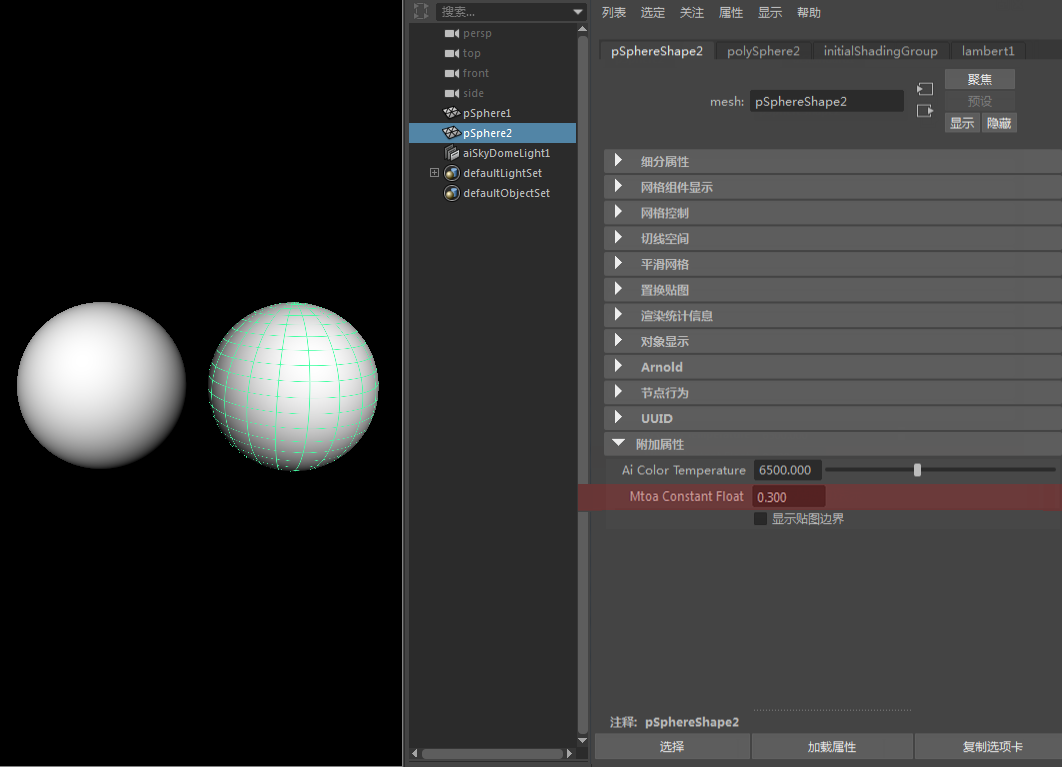 搜索...
persp
top
front
side
pSphere1
pSphere2
aiSkyDomeLight1
defaultLightSet
defaultObjectSet
列表 选定 关注 属性 显示 帮助
pSphereShape2 polySphere2 initialShadingGroup lambert1
mesh: pSphereShape2
聚焦
预设
显示 隐藏
细分属性
网格组件显示
网格控制
切线空间
平滑网格
置换贴图
渲染统计信息
对象显示
Arnold
节点行为
UUID
附加属性
Ai Color Temperature 6500.000
Mtoa Constant Float 0.300
显示贴图边界
注释: pSphereShape2
选择 加载属性 复制选项卡